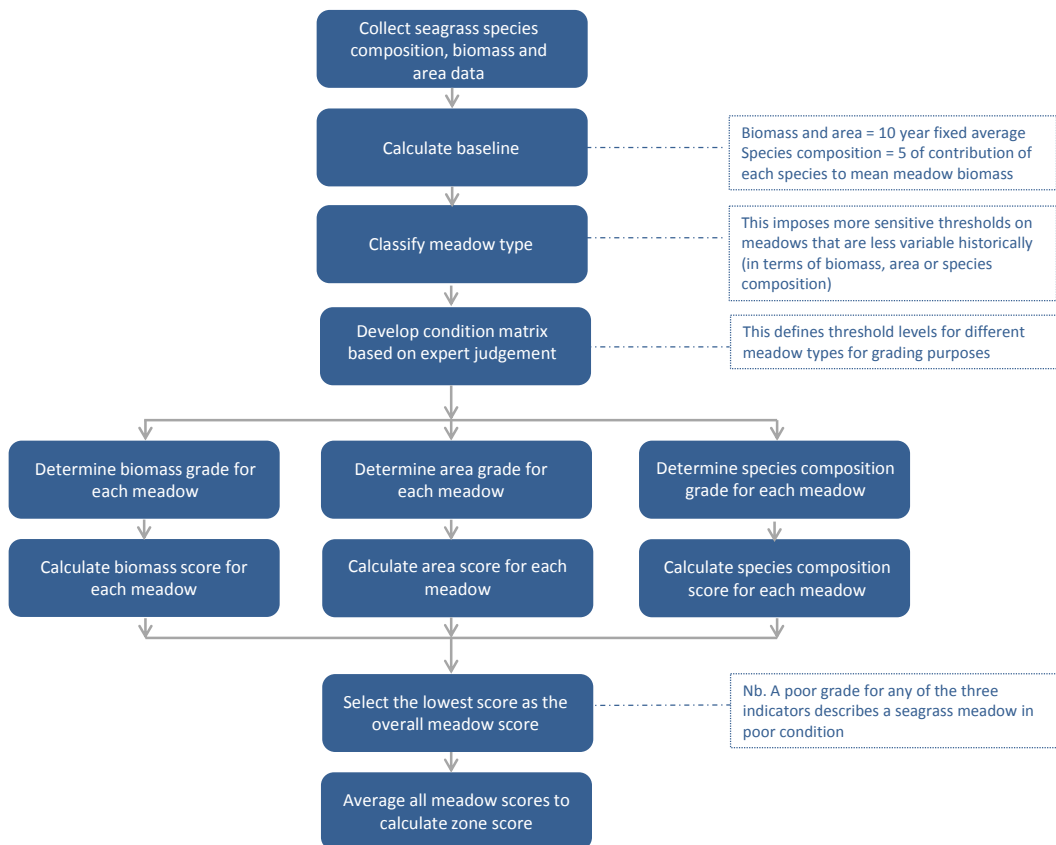 Collect seagrass species
composition, biomass and
area data
Calculate baseline
Biomass and area = 10 year fixed average
Species composition = 5 of contribution of
each species to mean meadow biomass
Classify meadow type
This imposes more sensitive thresholds on
meadows that are less variable historically
(in terms of biomass, area or species
composition)
Develop condition matrix
based on expert judgement
This defines threshold levels for different
meadow types for grading purposes
Determine biomass grade for
each meadow
Determine area grade for
each meadow
Determine species composition
grade for each meadow
Calculate biomass score for
each meadow
Calculate area score for each
meadow
Calculate species composition
score for each meadow
Select the lowest score as the
overall meadow score
Nb. A poor grade for any of the three
indicators describes a seagrass meadow in
poor condition
Average all meadow scores to
calculate zone score